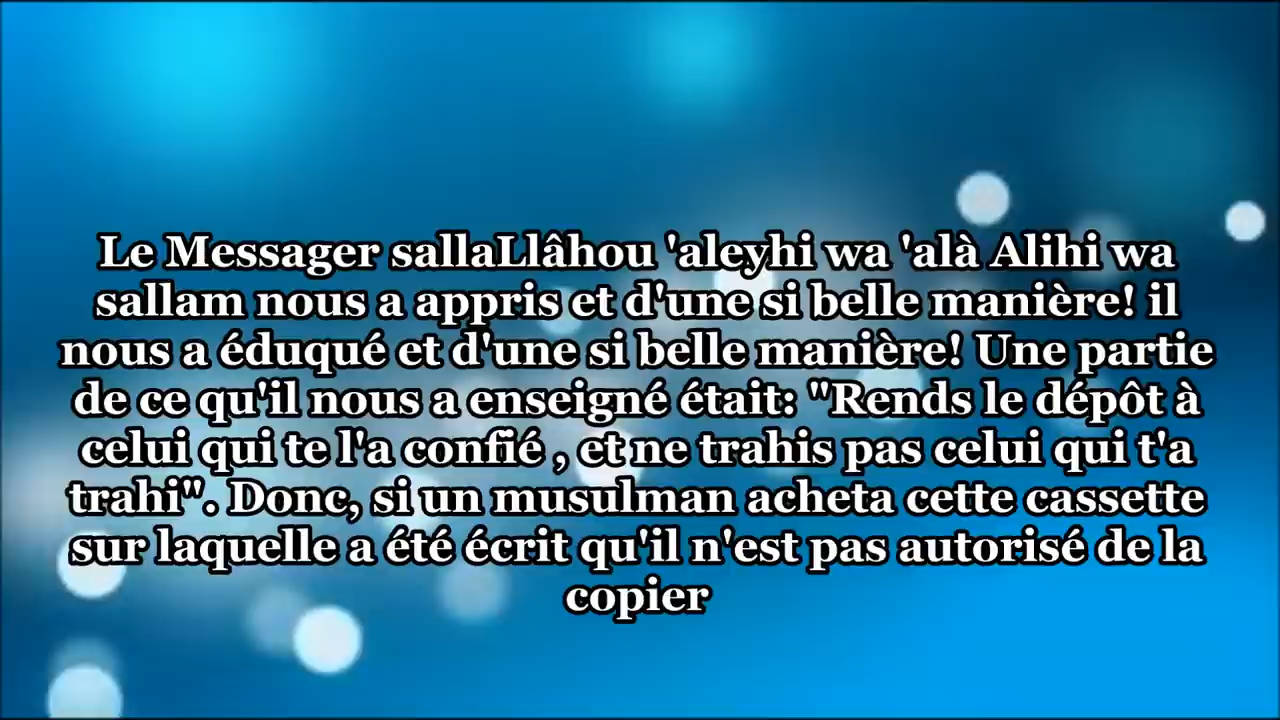 Le Messager sallaLlâhou 'aleyhi wa 'alà Alihi wa
sallam nous a appris et d'une si belle manière! il
nous a éduqué et d'une si belle manière! Une partie
de ce qu'il nous a enseigné était: "Rends le dépôt à
celui qui te l'a confié , et ne trahis pas celui qui t'a
trahi". Donc, si un musulman acheta cette cassette
sur laquelle a été écrit qu'il n'est pas autorisé de la
copier